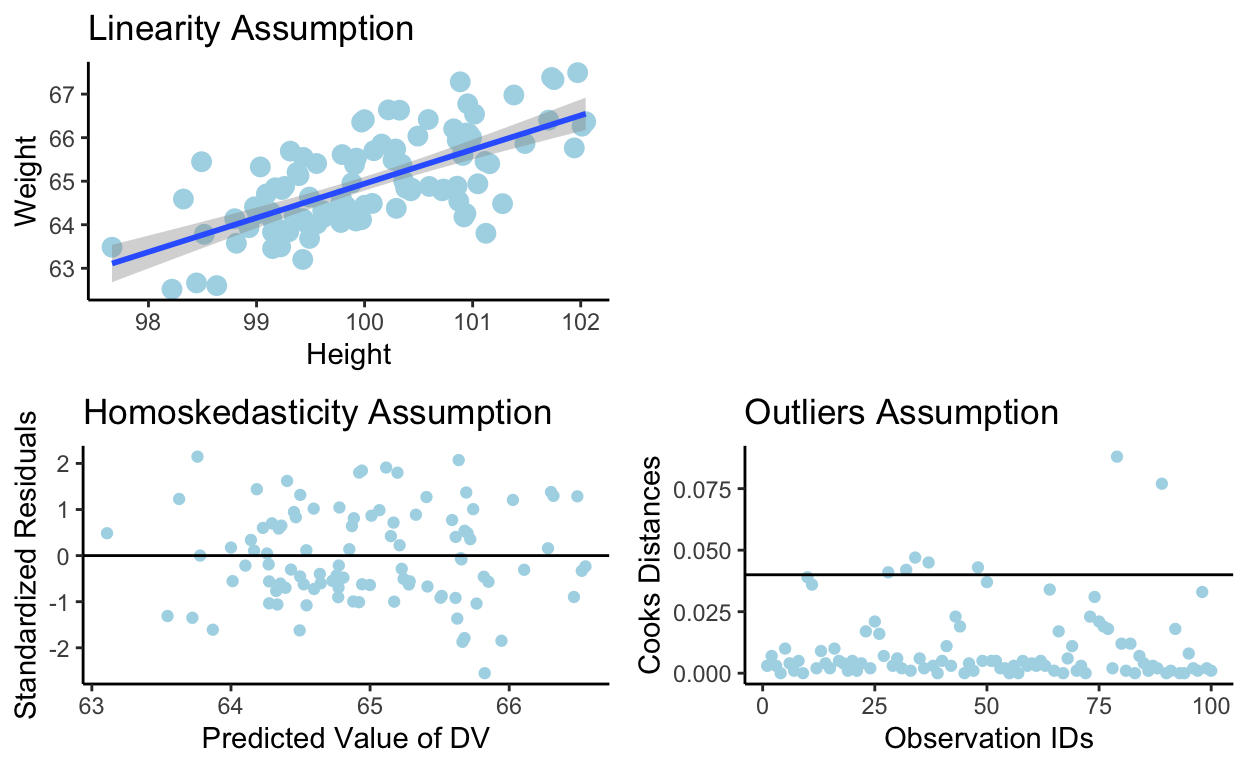 Linearity Assumption
Weight
67
66
65
64
63
98 99 100 101 102
Height
Homoskedasticity Assumption
Standardized Residuals
2
1
0
-1
-2
63 64 65 66
Predicted Value of DV
Outliers Assumption
Cooks Distances
0.075
0.050
0.025
0.000
0 25 50 75 100
Observation IDs